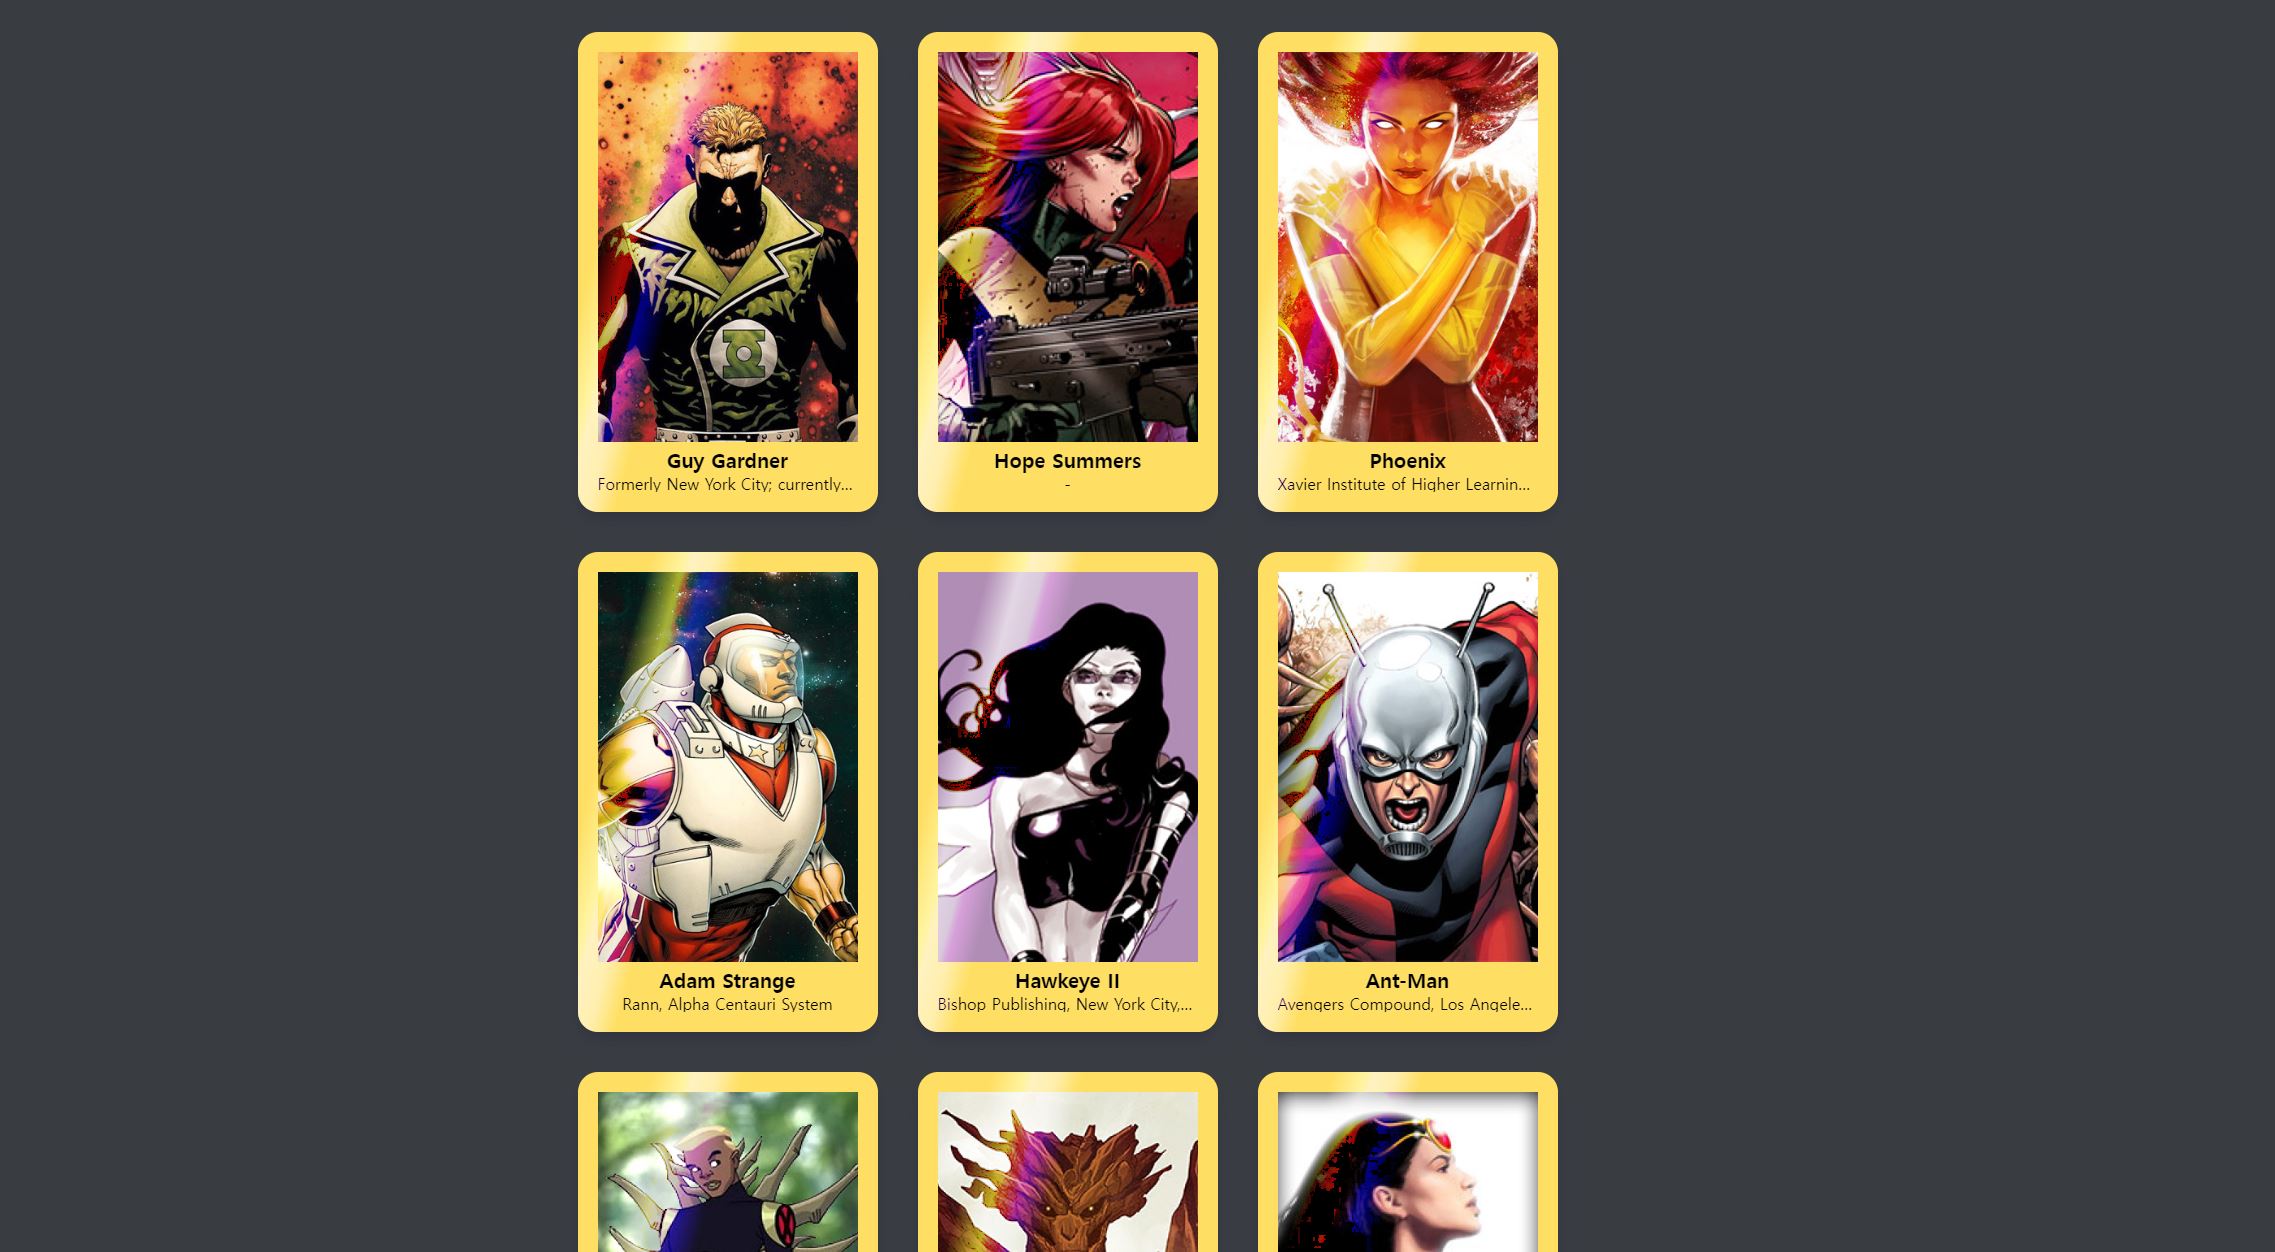 Guy Gardner
Formerly New York City; currently...
Hope Summers
-
Phoenix
Xavier Institute of Higher Learnin...
Adam Strange
Rann, Alpha Centauri System
Hawkeye II
Bishop Publishing, New York City,...
Ant-Man
Avengers Compound, Los Angele...